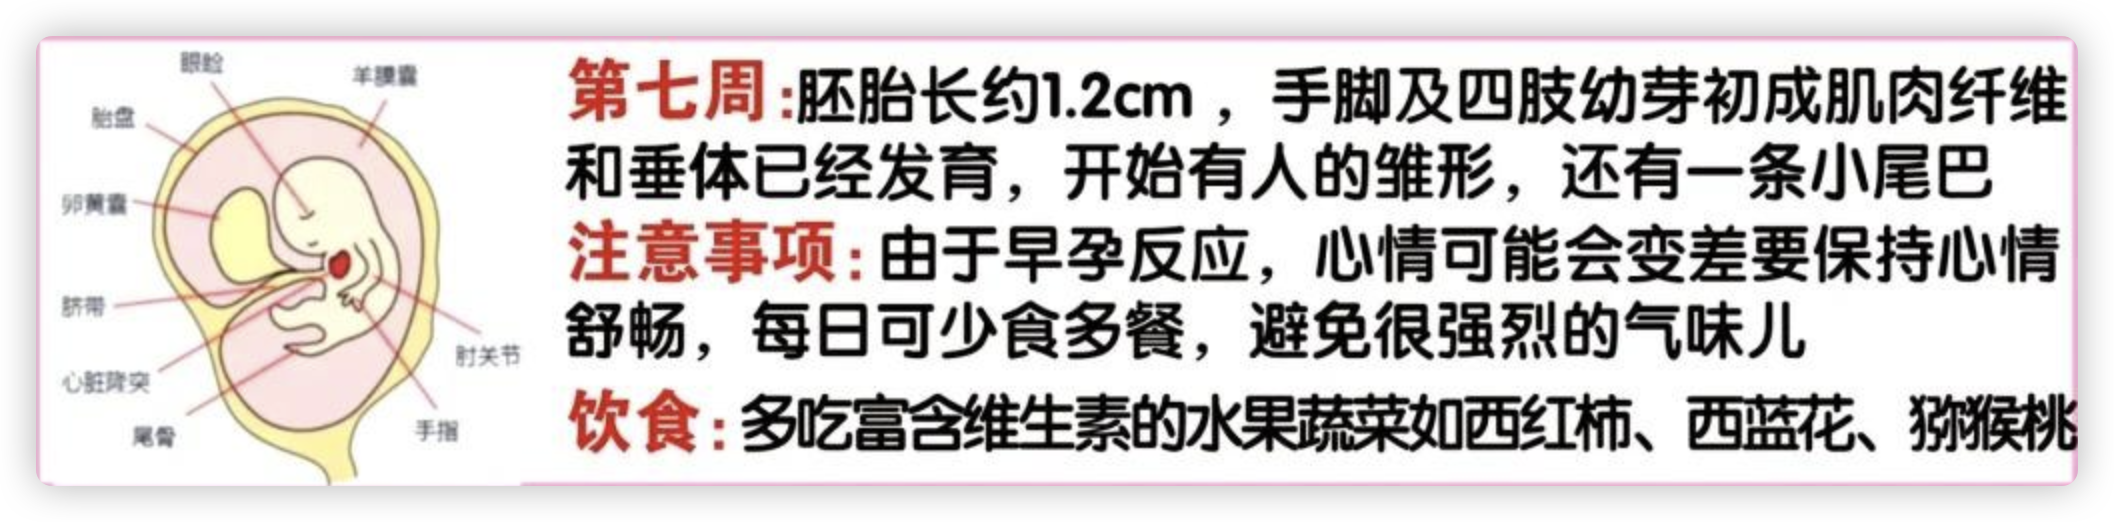 眼睑
羊膜囊
胎盘
卵黄囊
脐带
心脏隆突
尾骨
肘关节
手指
第七周:胚胎长约1.2cm，手脚及四肢幼芽初成肌肉纤维
和垂体已经发育，开始有人的雏形，还有一条小尾巴
注意事项:由于早孕反应，心情可能会变差要保持心情
舒畅，每日可少食多餐，避免很强烈的气味儿
饮食:多吃富含维生素的水果蔬菜如西红柿、西蓝花、猕猴桃